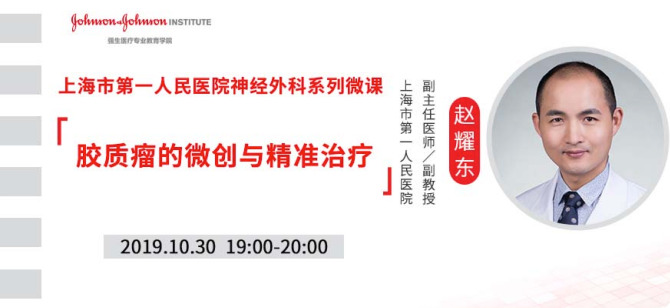 Johnson&Johnson INSTITUTE
强生医疗专业教育学院
上海市第一人民医院神经外科系列微课
「胶质瘤的微创与精准治疗」
2019.10.30 19:00-20:00
赵耀东
副主任医师/副教授
上海市第一人民医院